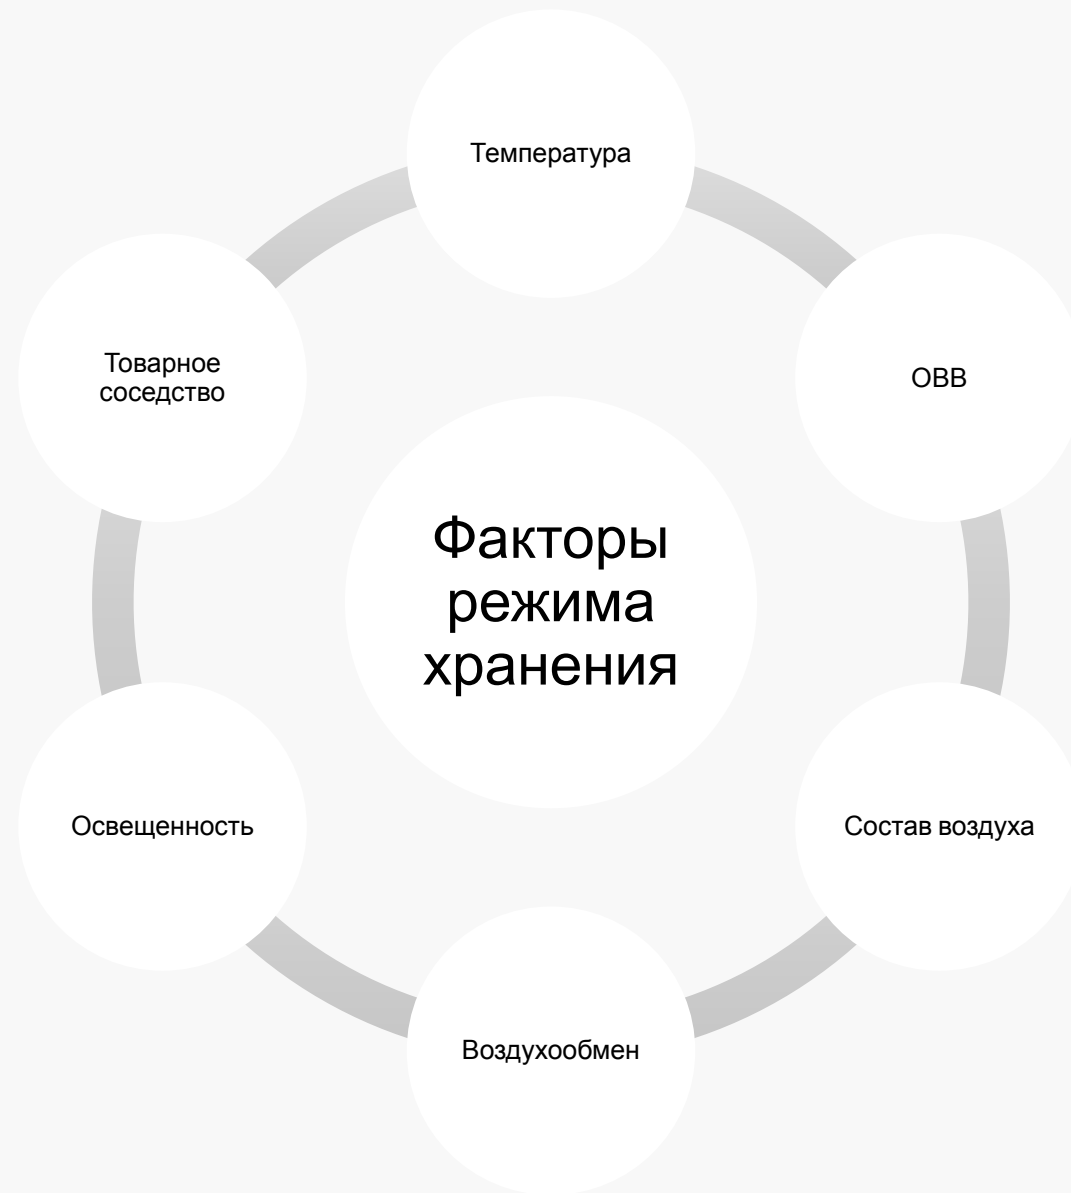 Температура
Товарное
соседство
ОВВ
Факторы
режима
хранения
Освещенность
Состав воздуха
Воздухообмен